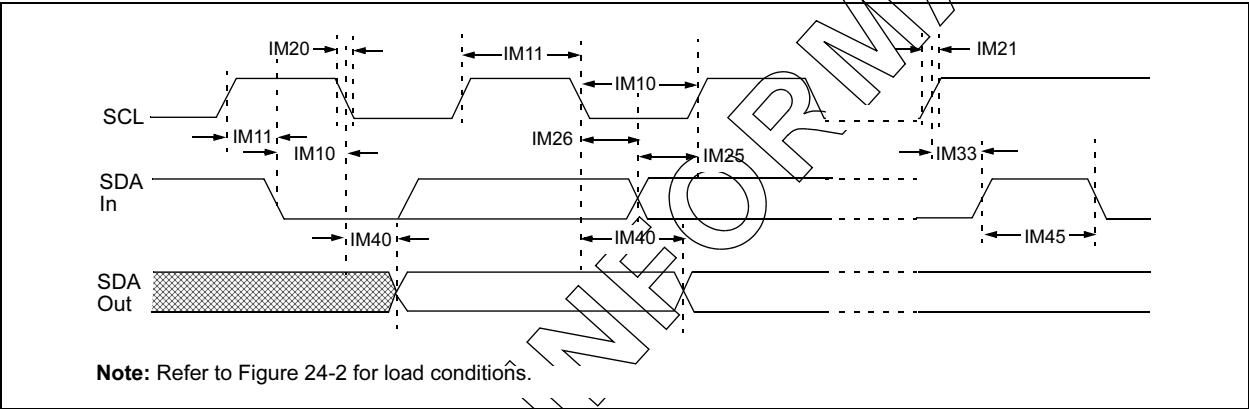 IM20
IM11
IM21
IM10
SCL
IM11
IM10
IM26
IM25
IM33
SDA
In
IM40
IM40
IM45
SDA
Out
Note: Refer to Figure 24-2 for load conditions.